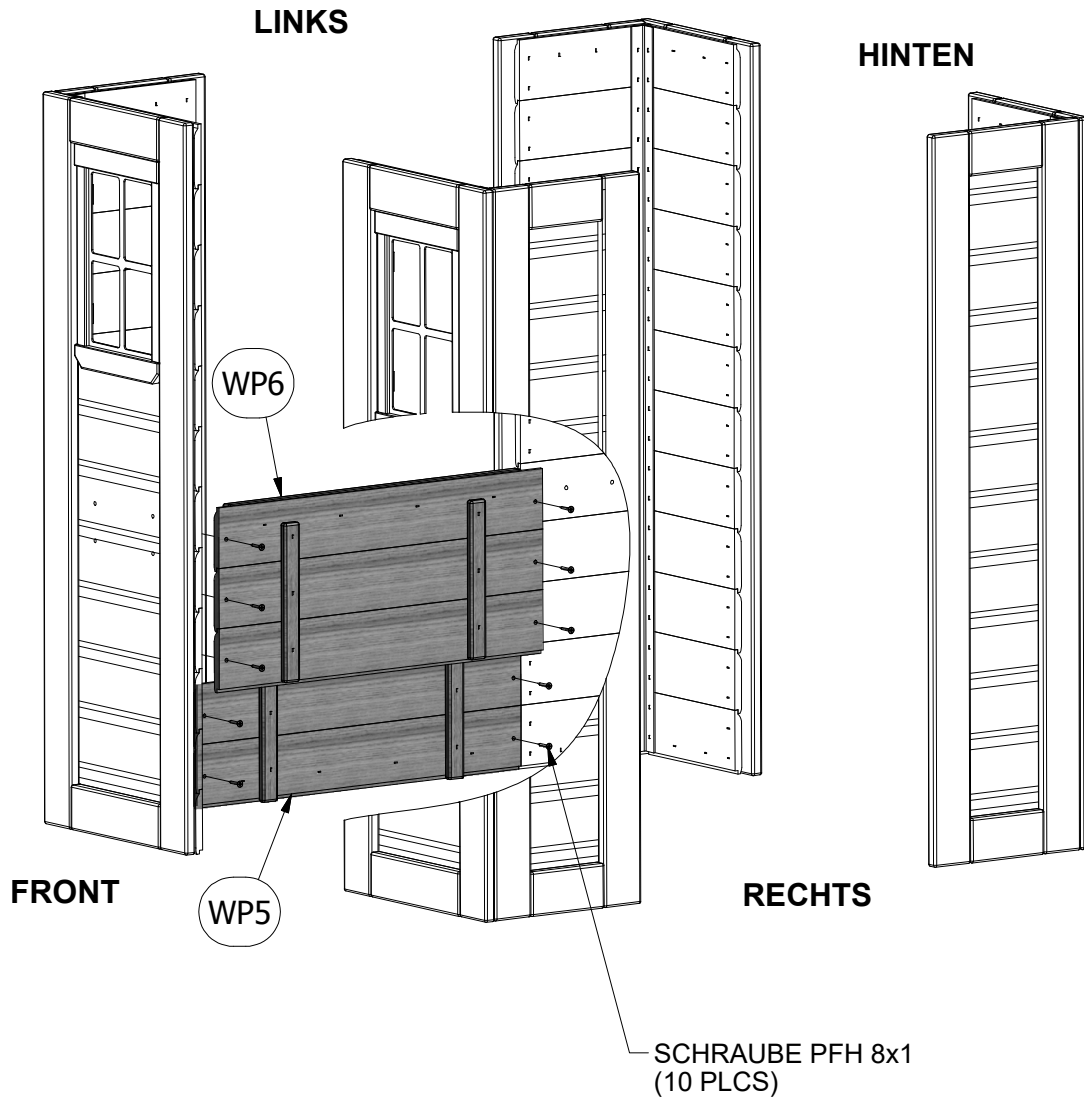 LINKS
HINTEN
WP6
FRONT
WP5
RECHTS
SCHRAUBE PFH 8x1
(10 PLCS)